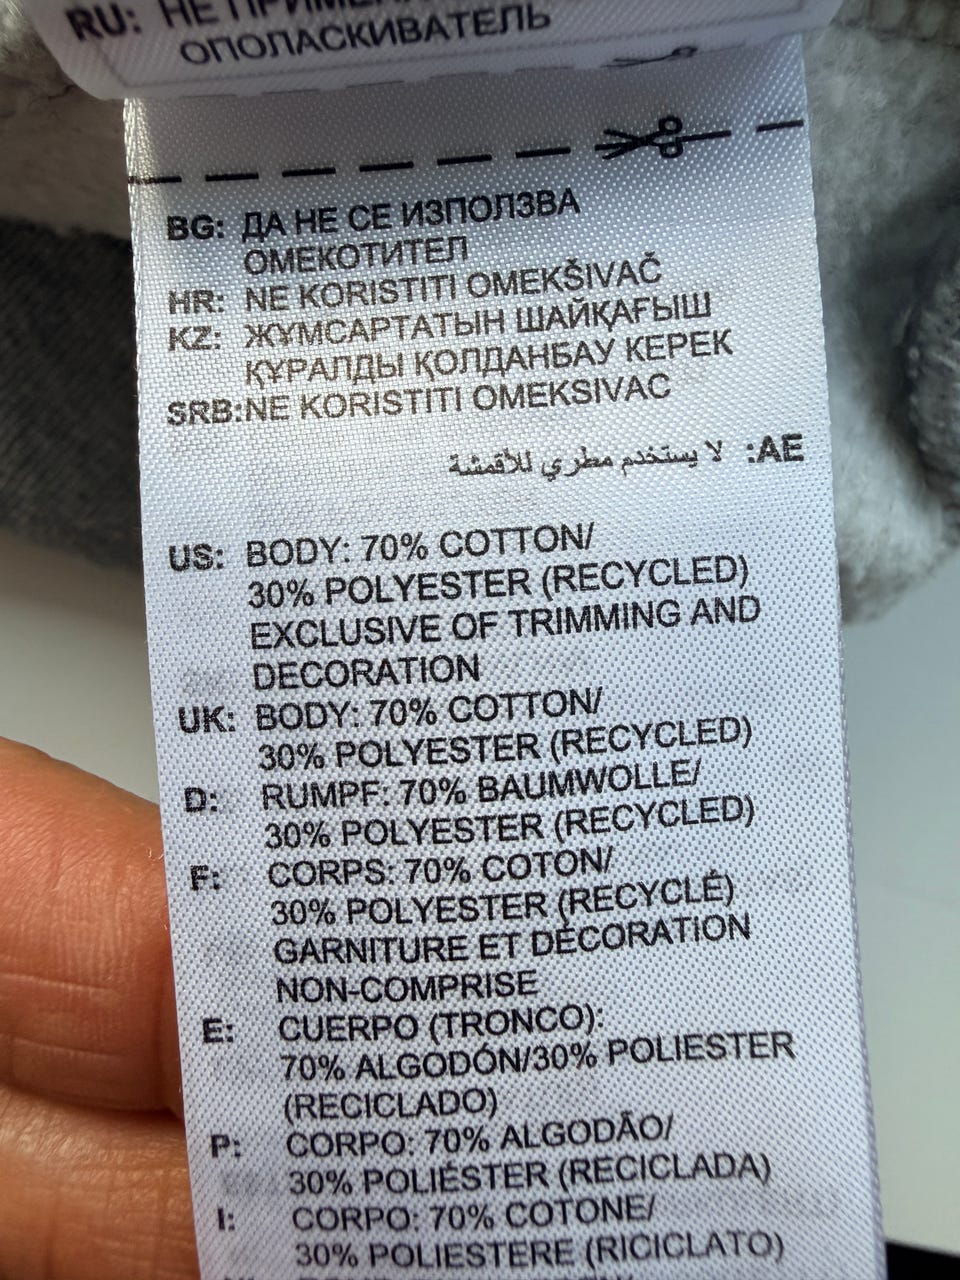 RU: НЕ
ОПОЛАСКИВАТЕЛЬ
BG: ДА НЕ СЕ ИЗПОЛЗВА
ОМЕКОТИТЕЛ
HR: NE KORISTITI OMEKŠIVAČ
KZ: ЖҰМСАРТАТЫН ШАЙҚАҒЫШ
ҚҰРАЛДЫ ҚОЛДАНБАУ КЕРЕК
SRB:NE KORISTITI OMEKSIVAC
AE: لا يستخدم مطري للأقمشة
US: BODY: 70% COTTON/
30% POLYESTER (RECYCLED)
EXCLUSIVE OF TRIMMING AND
DECORATION
UK: BODY: 70% COTTON/
30% POLYESTER (RECYCLED)
D: RUMPF: 70% BAUMWOLLE/
30% POLYESTER (RECYCLED)
F: CORPS: 70% COTON/
30% POLYESTER (RECYCLÉ)
GARNITURE ET DÉCORATION
NON-COMPRISE
E: CUERPO (TRONCO):
70% ALGODÓN/30% POLIESTER
(RECICLADO)
P: CORPO: 70% ALGODÃO/
30% POLIÉSTER (RECICLADA)
I: CORPO: 70% COTONE/
30% POLIESTERE (RICICLATO)